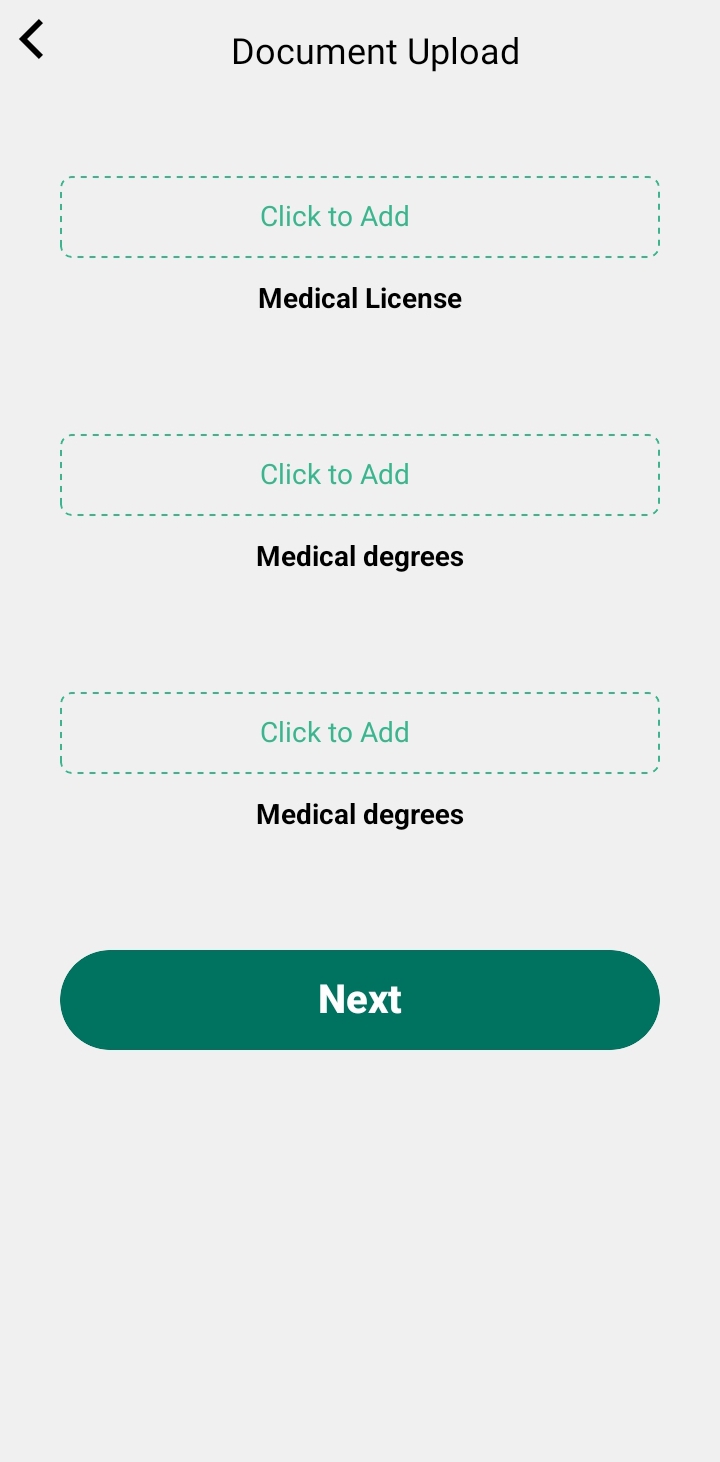 Document Upload
Click to Add
Medical License
Click to Add
Medical degrees
Click to Add
Medical degrees
Next